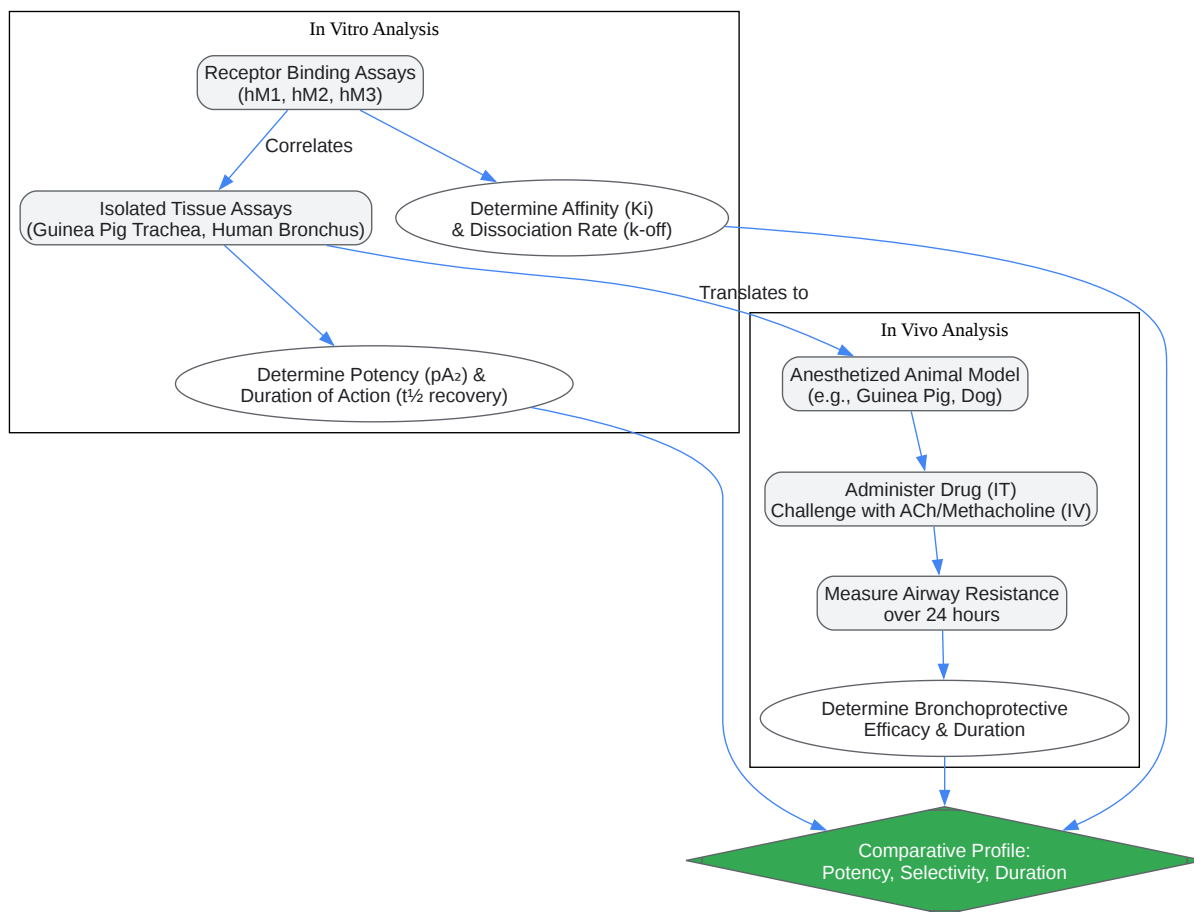 In Vitro Analysis
Receptor Binding Assays
(hM1, hM2, hM3)
Correlates
Isolated Tissue Assays
(Guinea Pig Trachea, Human Bronchus)
Determine Affinity (Ki)
& Dissociation Rate (k-off)
Translates to
Determine Potency (pA₂) &
Duration of Action (t½ recovery)
In Vivo Analysis
Anesthetized Animal Model
(e.g., Guinea Pig, Dog)
Administer Drug (IT)
Challenge with ACh/Methacholine (IV)
Measure Airway Resistance
over 24 hours
Determine Bronchoprotective
Efficacy & Duration
Comparative Profile:
Potency, Selectivity, Duration